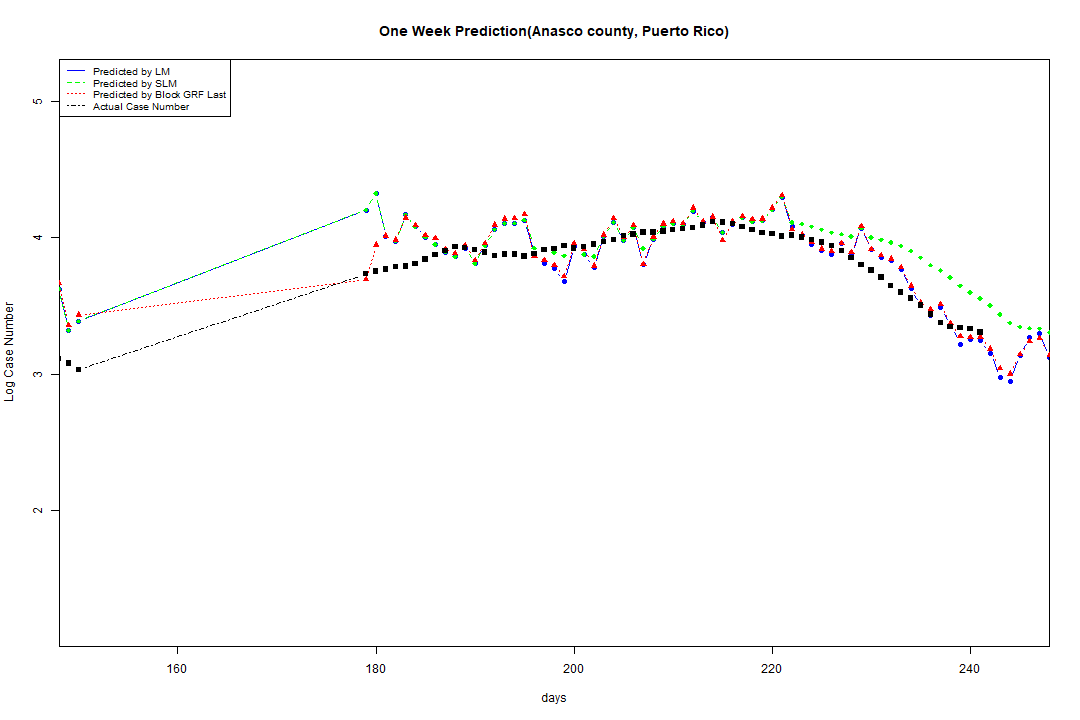 One Week Prediction(Anasco county, Puerto Rico)
Predicted by LM
Predicted by SLM
Predicted by Block GRF Last
Actual Case Number
5
4
3
2
Log Case Number
160 180 200 220 240
days